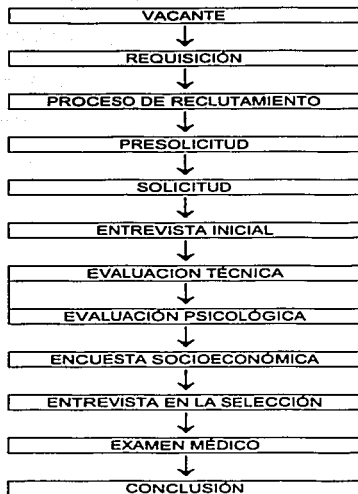 VACANTE
REQUISICIÓN
PROCESO DE RECLUTAMIENTO
PRESOLICITUD
SOLICITUD
ENTREVISTA INICIAL
EVALUACION TÉCNICA
EVALUACIÓN PSICOLÓGICA
ENCUESTA SOCIOECONÓMICA
ENTREVISTA EN LA SELECCIÓN
EXAMEN MÉDICO
CONCLUSIÓN